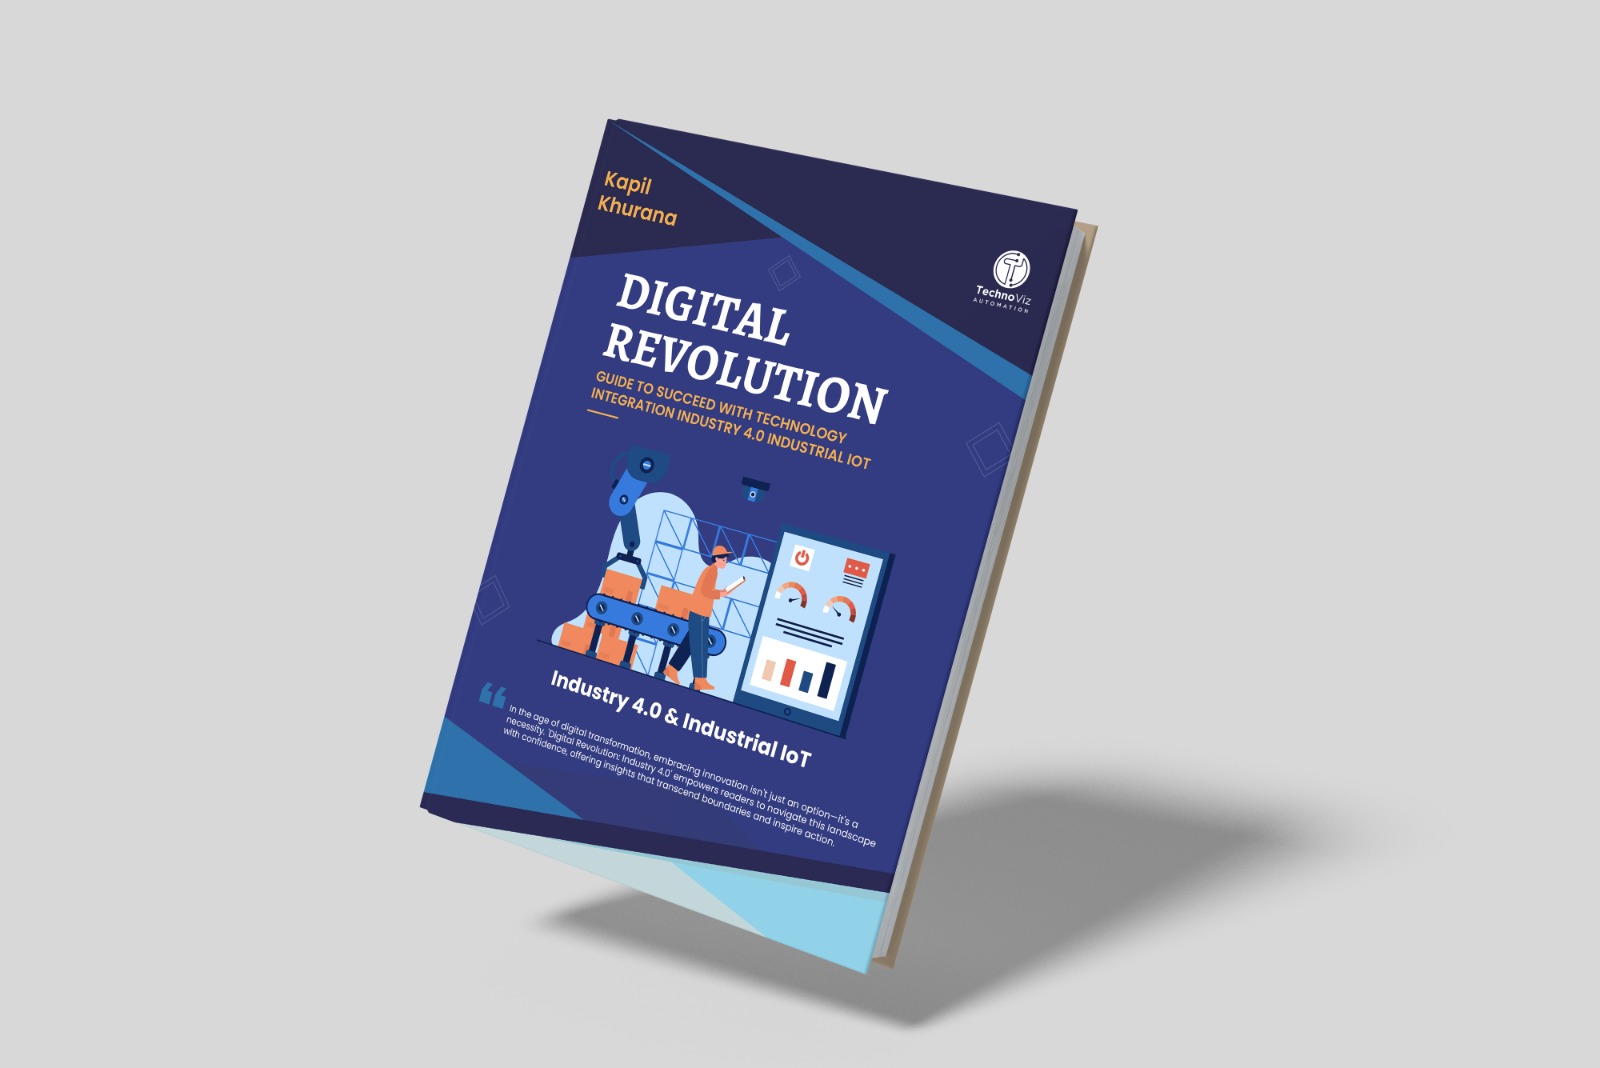 Kapil
Khurana
TechnoViz
AUTOMATION
DIGITAL
REVOLUTION
GUIDE TO SUCCEED WITH TECHNOLOGY
INTEGRATION INDUSTRY 4.0 INDUSTRIAL IOT
Industry 4.0 & Industrial IoT
“ In the age of digital transformation, embracing innovation isn't just an option—it's a
necessity. 'Digital Revolution: Industry 4.0' empowers readers to navigate this landscape
with confidence, offering insights that transcend boundaries and inspire action.